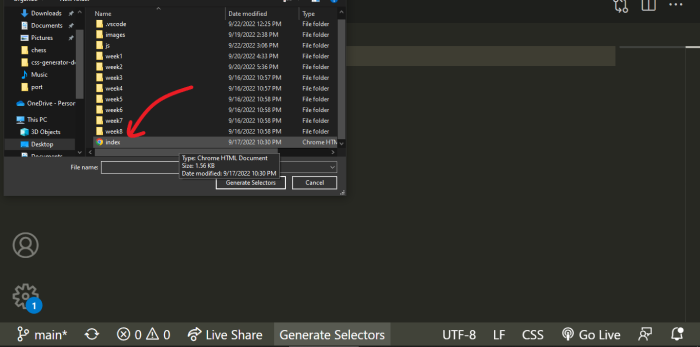 Name Date modified Type
Downloads
Documents
Pictures
chess
css-generator-de
Music
port
OneDrive - Person
This PC
3D Objects
Desktop
Documents
.vscode 9/22/2022 12:25 PM File folder
images 9/19/2022 2:38 PM File folder
js 9/22/2022 3:06 PM File folder
week1 9/20/2022 4:33 PM File folder
week2 9/20/2022 5:36 PM File folder
week3 9/16/2022 10:57 PM File folder
week4 9/16/2022 10:57 PM File folder
week5 9/16/2022 10:58 PM File folder
week6 9/16/2022 10:58 PM File folder
week7 9/16/2022 10:58 PM File folder
week8 9/16/2022 10:58 PM File folder
index 9/17/2022 10:30 PM Chrome HTM
Type: Chrome HTML Document
Size: 1.56 KB
Date modified: 9/17/2022 10:30 PM
File name:
Generate Selectors Cancel
1
main* 0 0 Live Share Generate Selectors UTF-8 LF CSS Go Live